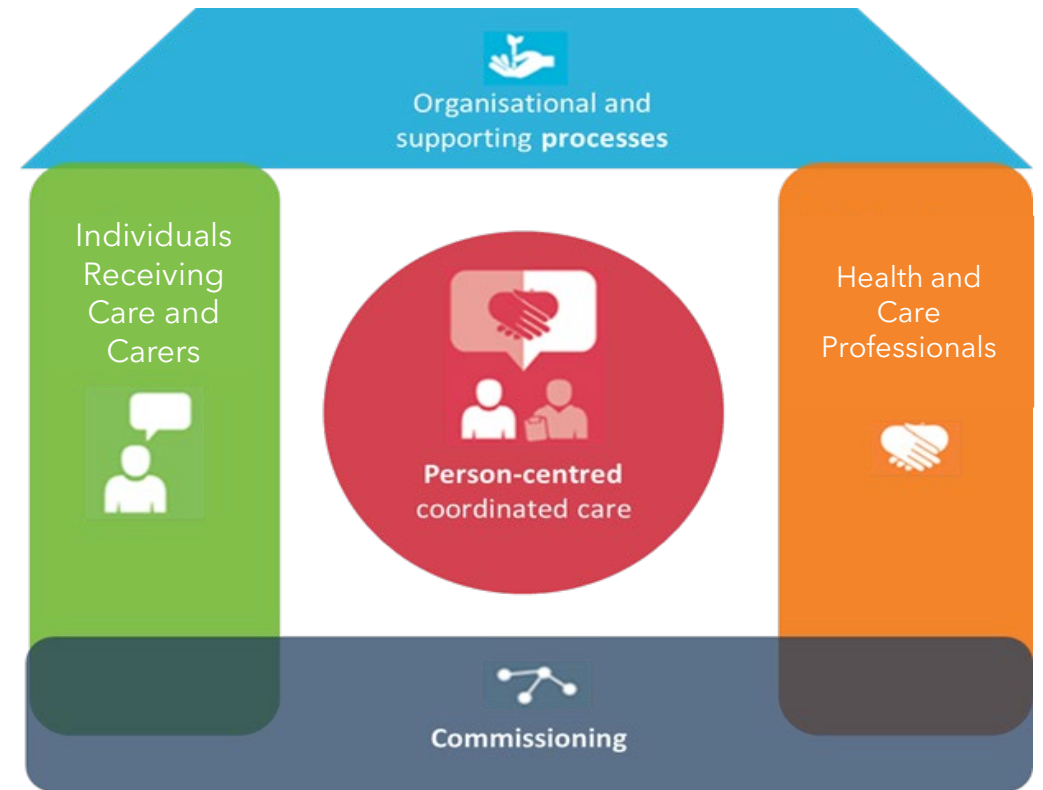 Organisational and
supporting processes
Individuals
Receiving
Care and
Carers
Health and
Care
Professionals
Person-centred
coordinated care
Commissioning